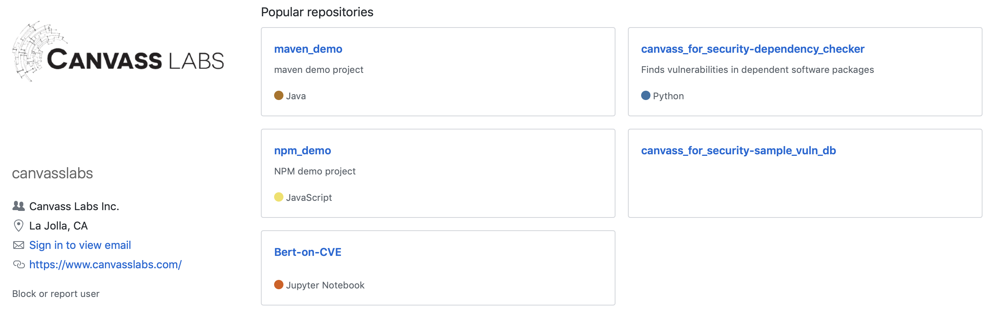 CANVASS LABS
canvasslabs
Canvass Labs Inc.
La Jolla, CA
Sign in to view email
https://www.canvasslabs.com/
Block or report user
Popular repositories
maven_demo
maven demo project
Java
canvass_for_security-dependency_checker
Finds vulnerabilities in dependent software packages
Python
npm_demo
NPM demo project
JavaScript
canvass_for_security-sample_vuln_db
Bert-on-CVE
Jupyter Notebook